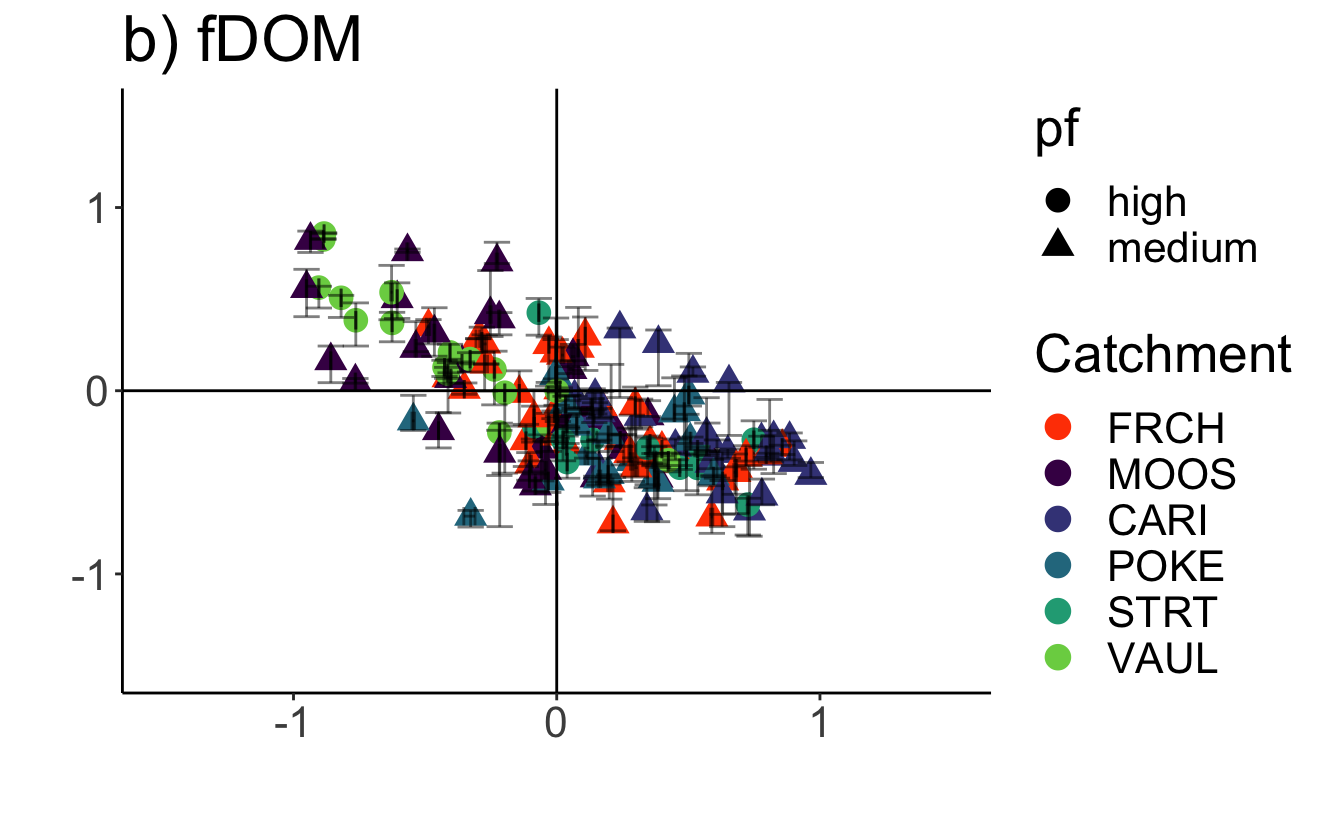 b) fDOM
1
0
-1
-1
0
1
pf
high
medium
Catchment
FRCH
MOOS
CARI
POKE
STRT
VAUL